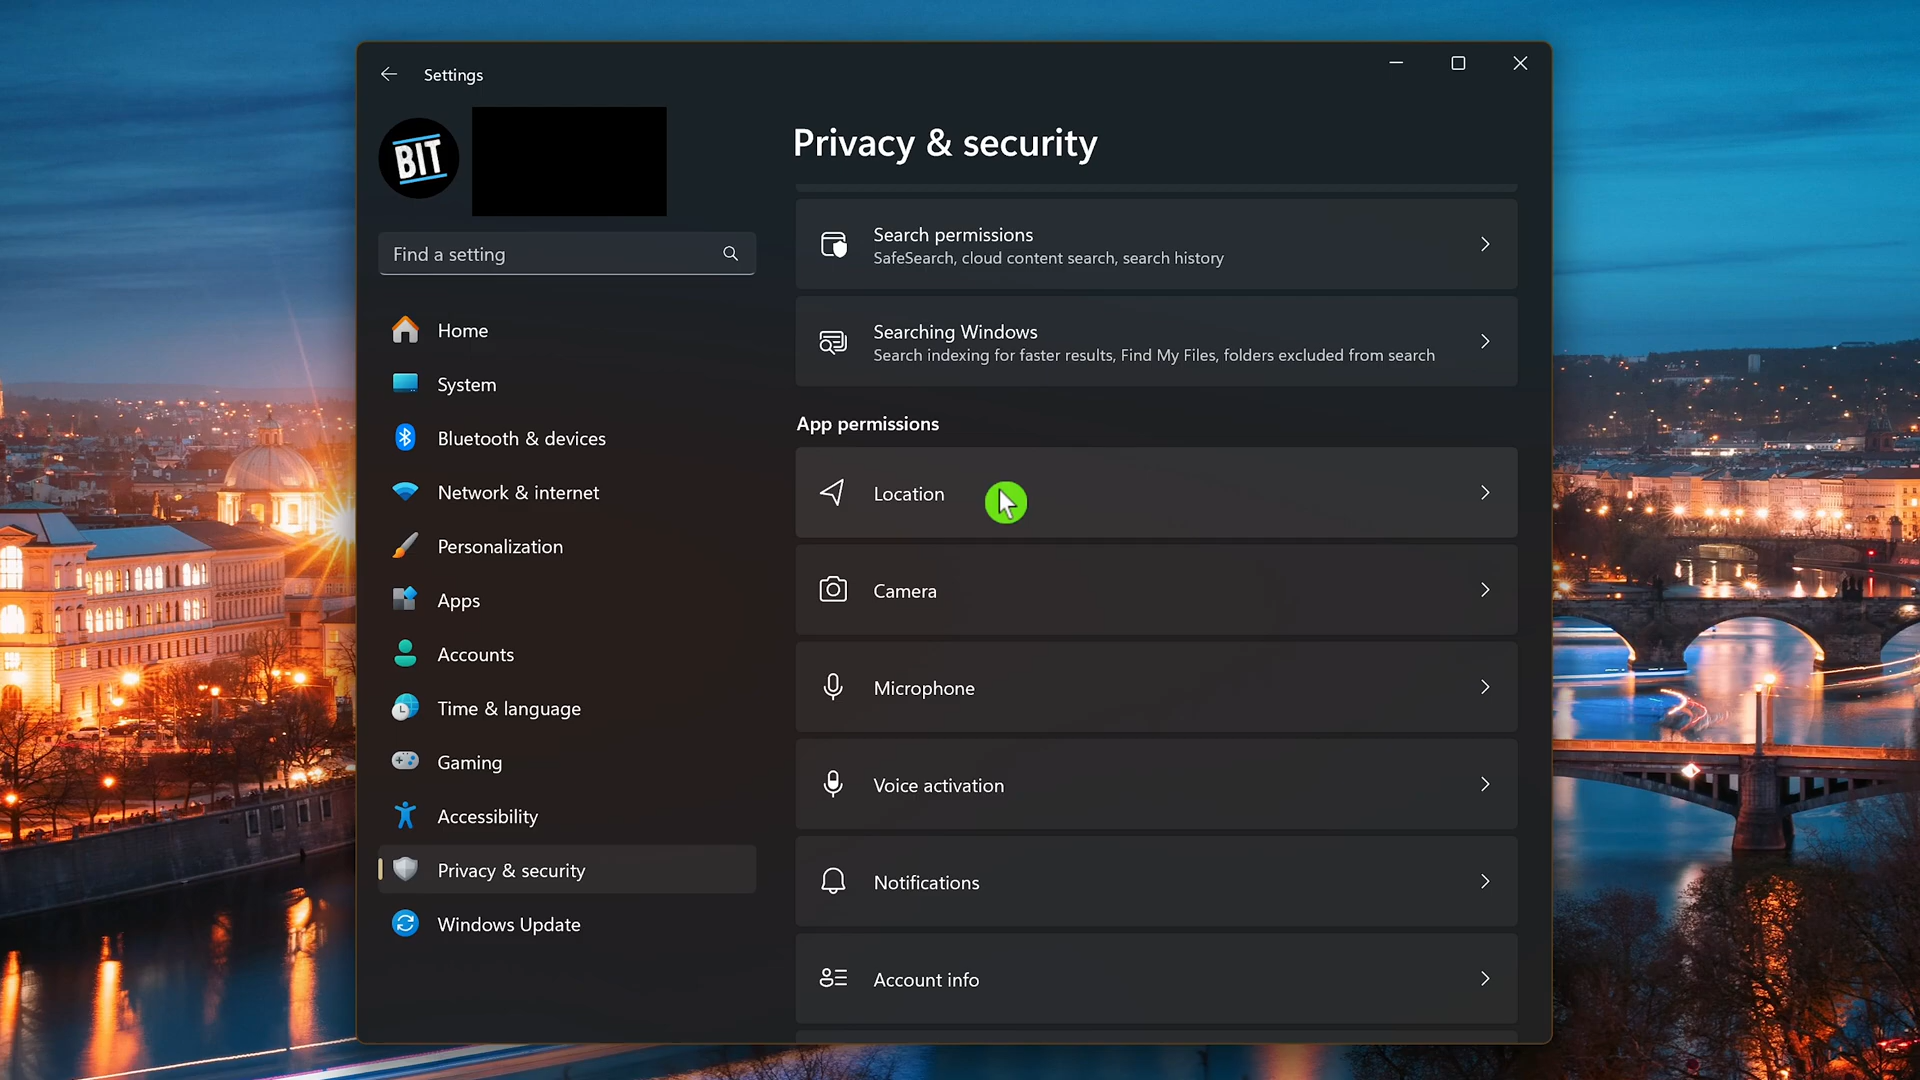 Settings
BIT
Find a setting
Home
System
Bluetooth & devices
Network & internet
Personalization
Apps
Accounts
Time & language
Gaming
Accessibility
Privacy & security
Windows Update
Privacy & security
Search permissions
SafeSearch, cloud content search, search history
Searching Windows
Search indexing for faster results, Find My Files, folders excluded from search
App permissions
Location
Camera
Microphone
Voice activation
Notifications
Account info